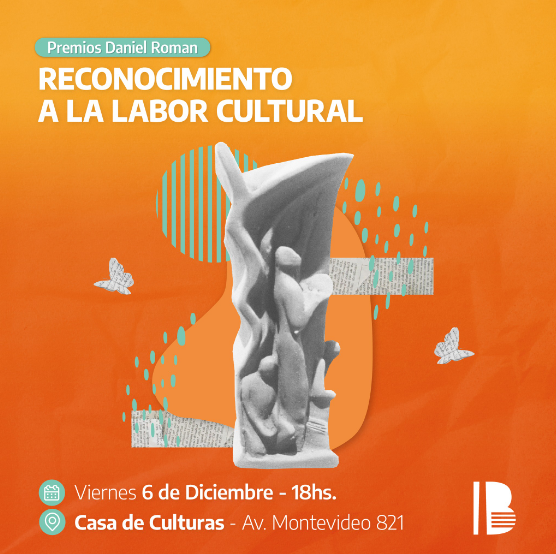 Premios Daniel Roman
RECONOCIMIENTO
A LA LABOR CULTURAL
Viernes 6 de Diciembre - 18hs.
Casa de Culturas - Av. Montevideo 821
B